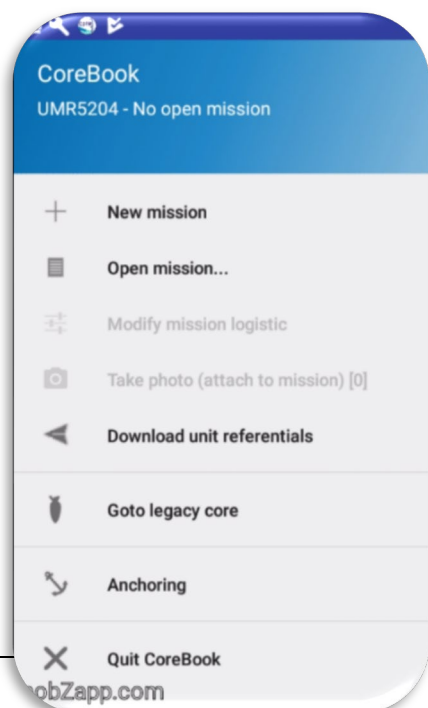 CoreBook
UMR5204 - No open mission
New mission
Open mission...
Modify mission logistic
Take photo (attach to mission) [0]
Download unit referentials
Goto legacy core
Anchoring
Quit CoreBook
obZapp.com